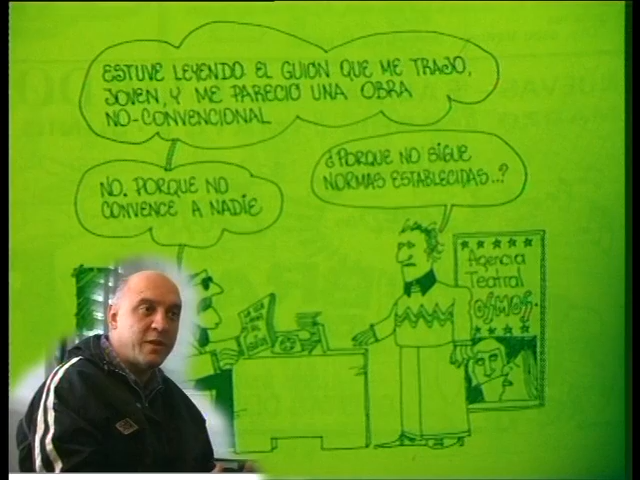 ESTUVE LEYENDO EL GUION QUE ME TRAJO,
JOVEN, Y ME PARECIO UNA OBRA
NO-CONVENCIONAL
¿PORQUE NO SIGUE
NORMAS ESTABLECIDAS..?
NO. PORQUE NO
CONVENCE A NADIE
Agencia
Teatral
OSMOS.